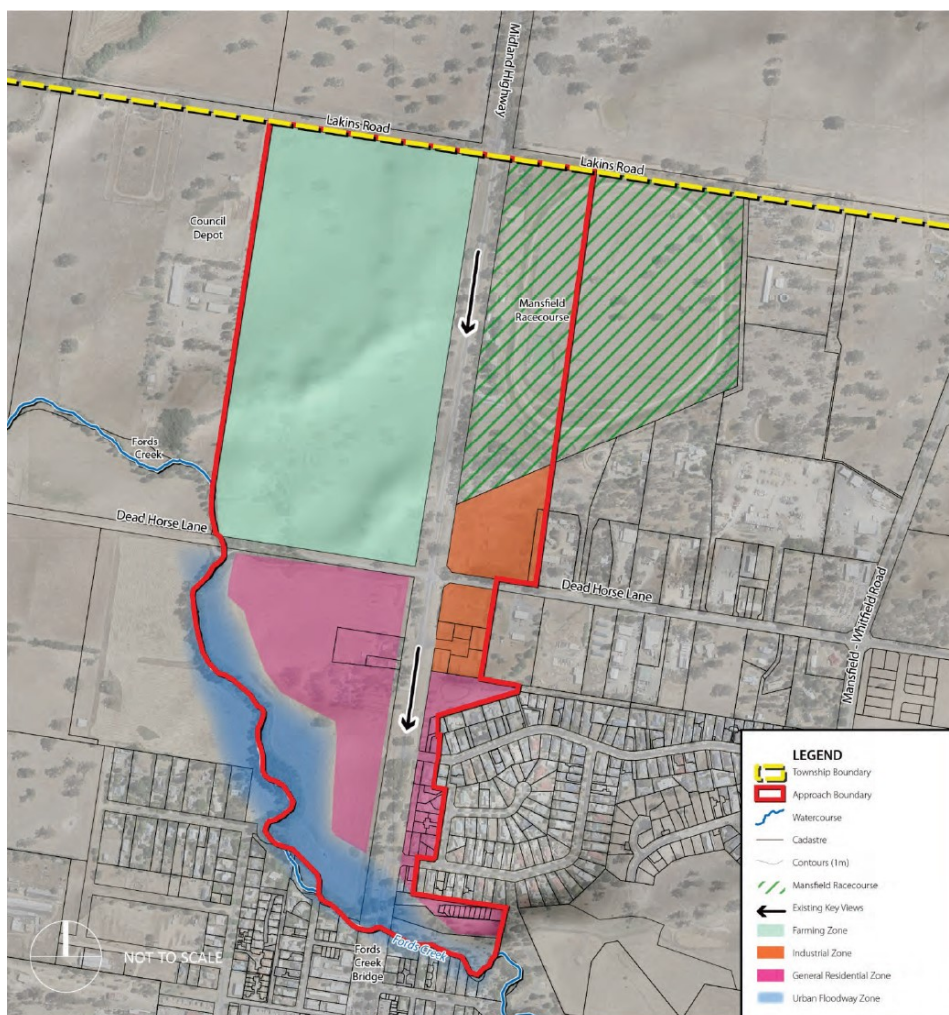 Midland Highway
Lakins Road
Lakins Road
Council
Depot
Mansfield
Racecourse
Fords
Creek
Dead Horse Lane
Dead Horse Lane
Mansfield - Whitfield Road
Fords Creek
Fords
Creek
Bridge
NOT TO SCALE
LEGEND
Township Boundary
Approach Boundary
Watercourse
Cadastre
Contours (1m)
Mansfield Racecourse
Existing Key Views
Farming Zone
Industrial Zone
General Residential Zone
Urban Floodway Zone